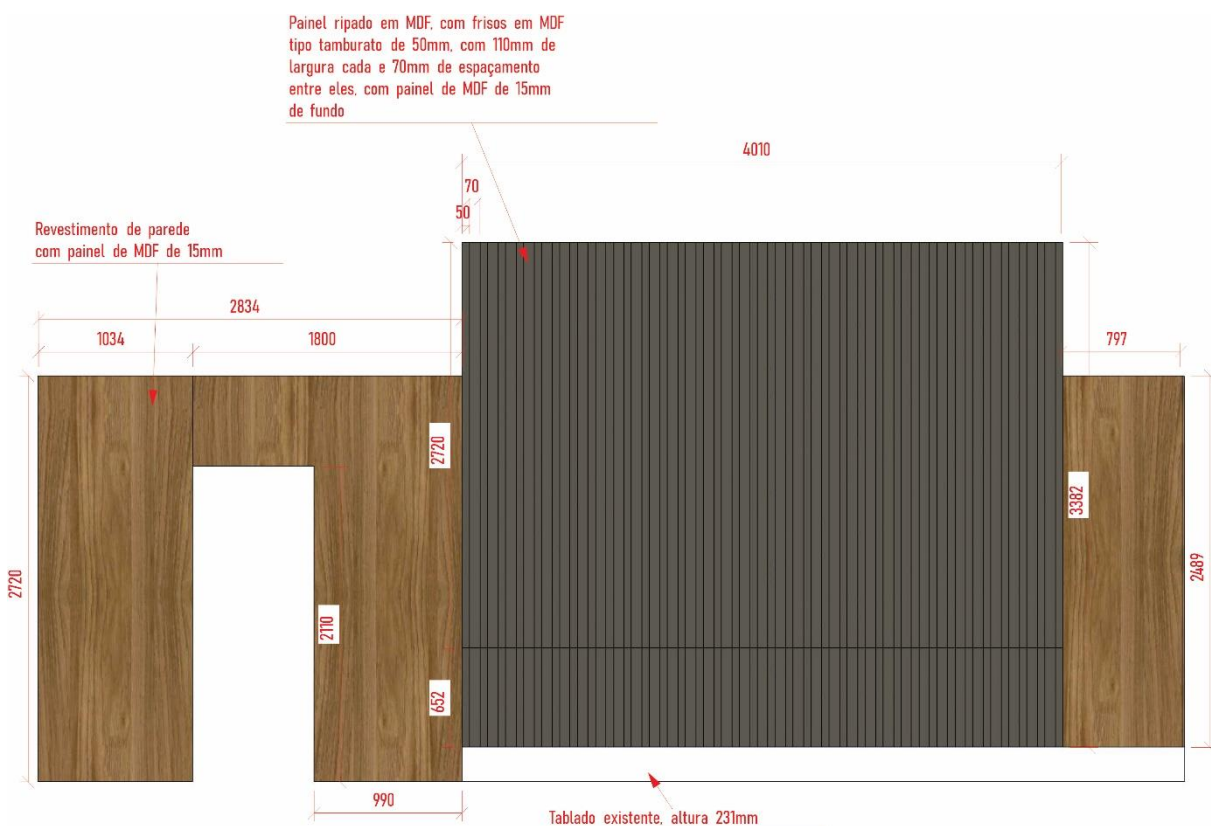 Painel ripado em MDF, com frisos em MDF
tipo tamburato de 50mm, com 110mm de
largura cada e 70mm de espaçamento
entre eles, com painel de MDF de 15mm
de fundo
4010
70
50
Revestimento de parede
com painel de MDF de 15mm
2834
1034
1800
797
2720
2720
3382
2489
2110
652
990
Tablado existente, altura 231mm